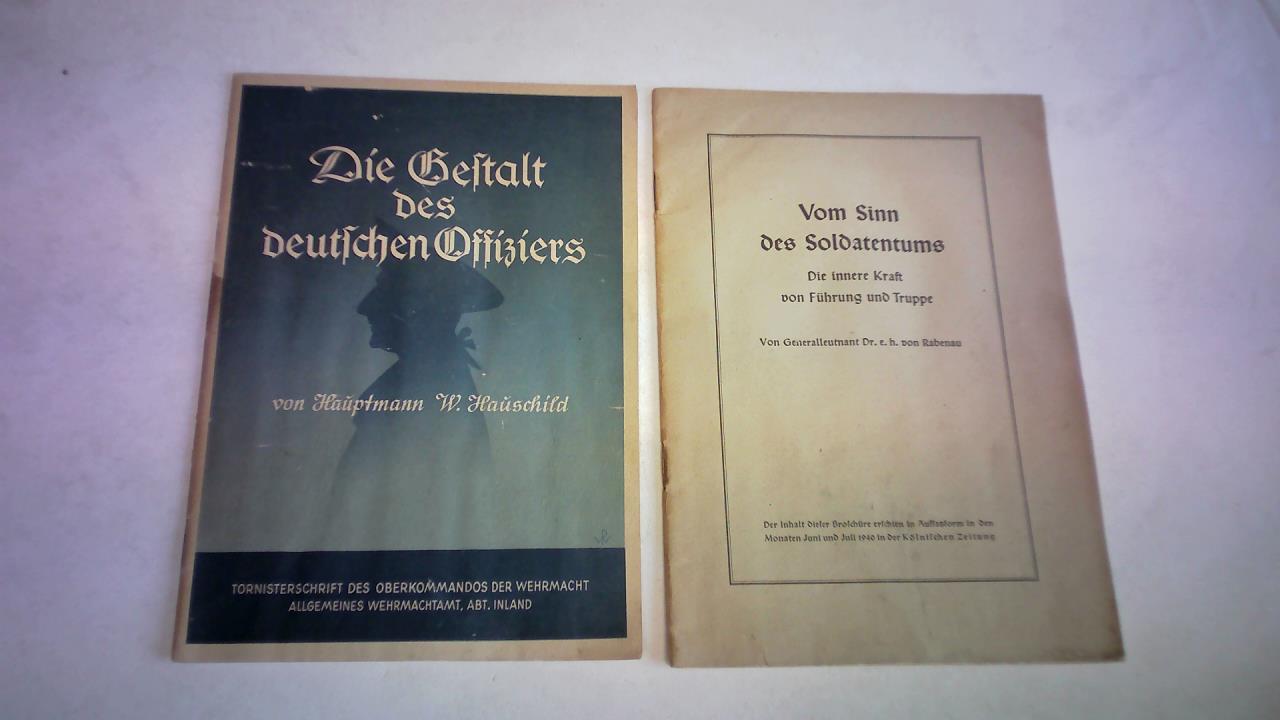 Die Geſtalt
des
deutſchen Offiziers
von Hauptmann W. Hauschild
TORNISTERSCHRIFT DES OBERKOMMANDOS DER WEHRMACHT
ALLGEMEINES WEHRMACHTAMT, ABT. INLAND
Vom Sinn
des Soldatentums
Die innere Kraft
von Führung und Truppe
Von Generalleutnant Dr. e. h. von Rabenau
Der Inhalt dieſer Broſchüre erſchien in Aufſatzform in den
Monaten Juni und Juli 1940 in der Kölniſchen Zeitung